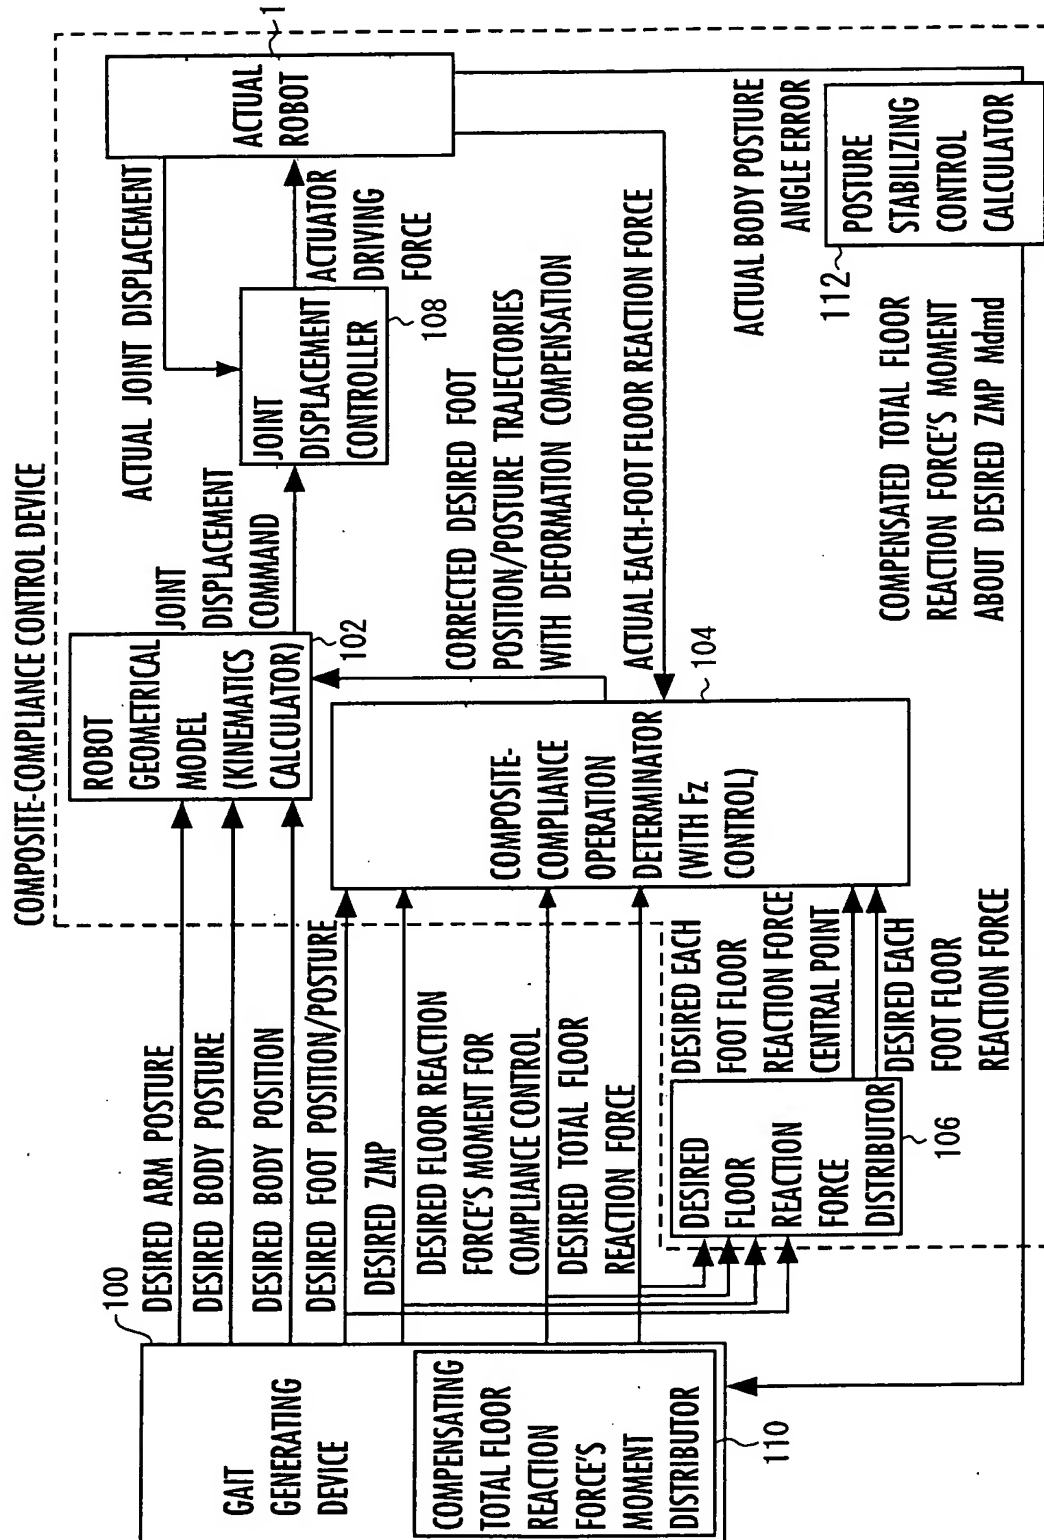 COMPOSITE-COMPLIANCE CONTROL DEVICE
100
GAIT
GENERATING
DEVICE
COMPENSATING
TOTAL FLOOR
REACTION
FORCE'S
MOMENT
DISTRIBUTOR
110
DESIRED ARM POSTURE
DESIRED BODY POSTURE
DESIRED BODY POSITION
DESIRED FOOT POSITION/POSTURE
DESIRED ZMP
DESIRED FLOOR REACTION
FORCE'S MOMENT FOR
COMPLIANCE CONTROL
DESIRED TOTAL FLOOR
REACTION FORCE
DESIRED
FLOOR
REACTION
FORCE
DISTRIBUTOR
106
DESIRED EACH
FOOT FLOOR
REACTION FORCE
CENTRAL POINT
DESIRED EACH
FOOT FLOOR
REACTION FORCE
ROBOT
GEOMETRICAL
MODEL
(KINEMATICS
CALCULATOR)
102
COMPOSITE-
COMPLIANCE
OPERATION
DETERMINATOR
(WITH Fz
CONTROL)
104
JOINT
DISPLACEMENT
COMMAND
CORRECTED DESIRED FOOT
POSITION/POSTURE TRAJECTORIES
WITH DEFORMATION COMPENSATION
ACTUAL EACH-FOOT FLOOR REACTION FORCE
JOINT
DISPLACEMENT
CONTROLLER
108
ACTUAL JOINT DISPLACEMENT
ACTUATOR
DRIVING
FORCE
ACTUAL
ROBOT
1
ACTUAL BODY POSTURE
ANGLE ERROR
POSTURE
STABILIZING
CONTROL
CALCULATOR
112
COMPENSATED TOTAL FLOOR
REACTION FORCE'S MOMENT
ABOUT DESIRED ZMP Mdmd